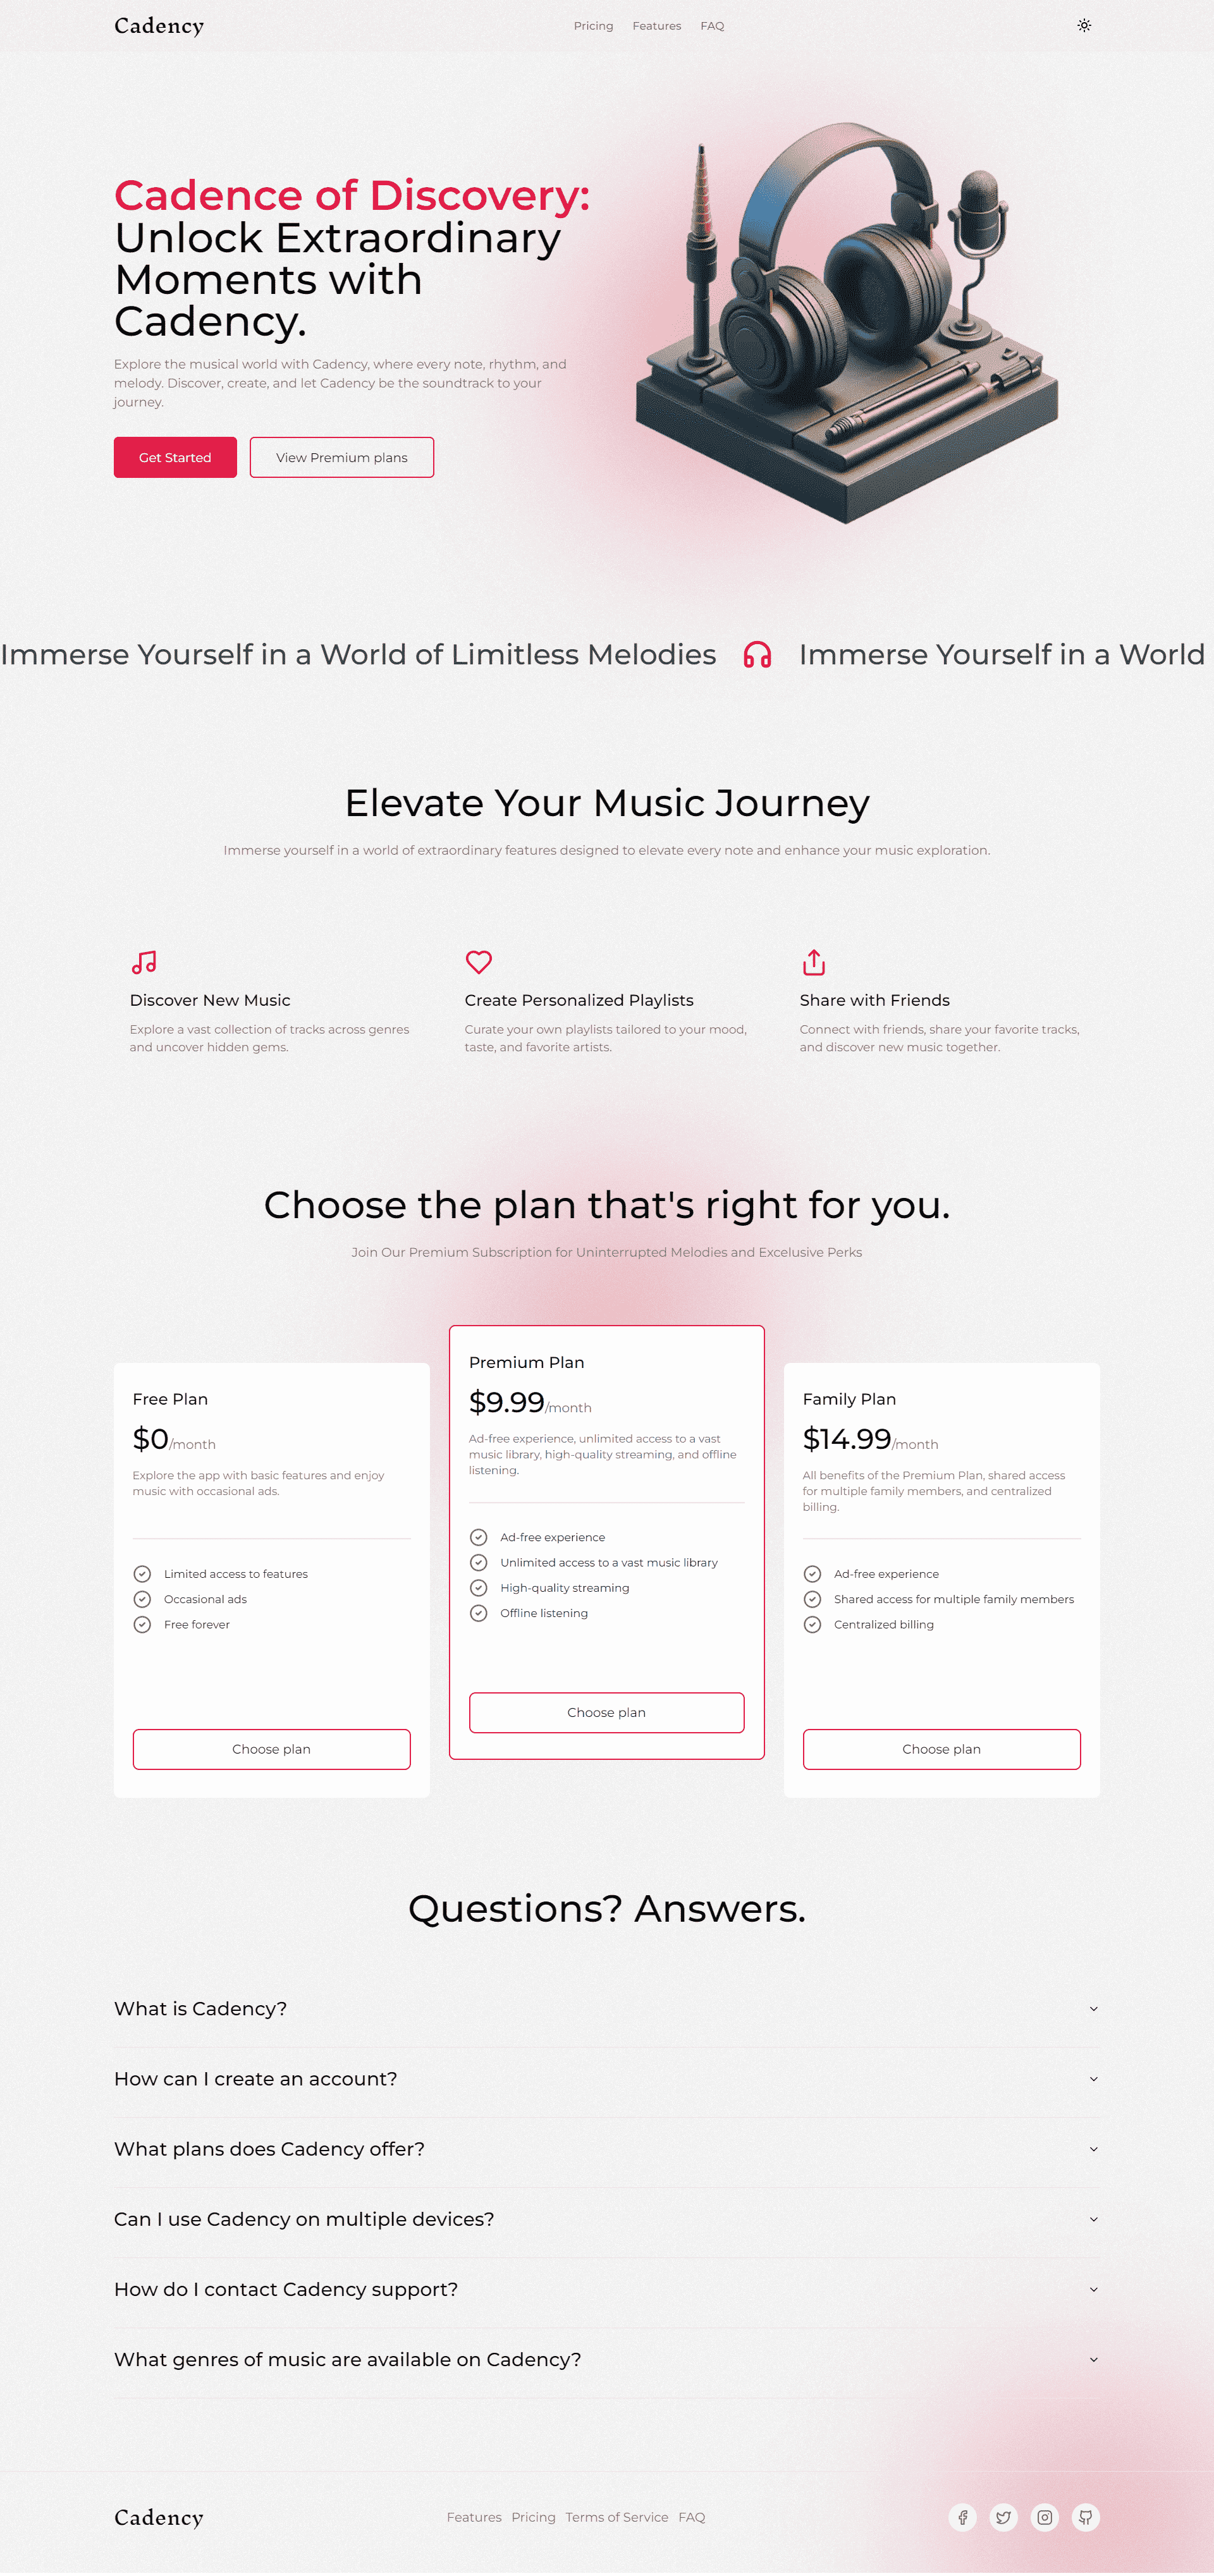 Cadency
Pricing Features FAQ
Cadence of Discovery:
Unlock Extraordinary
Moments with
Cadency.
Explore the musical world with Cadency, where every note, rhythm, and
melody. Discover, create, and let Cadency be the soundtrack to your
journey.
Get Started
View Premium plans
Immerse Yourself in a World of Limitless Melodies Immerse Yourself in a World
Elevate Your Music Journey
Immerse yourself in a world of extraordinary features designed to elevate every note and enhance your music exploration.
Discover New Music
Explore a vast collection of tracks across genres
and uncover hidden gems.
Create Personalized Playlists
Curate your own playlists tailored to your mood,
taste, and favorite artists.
Share with Friends
Connect with friends, share your favorite tracks,
and discover new music together.
Choose the plan that's right for you.
Join Our Premium Subscription for Uninterrupted Melodies and Excelusive Perks
Free Plan
$0/month
Explore the app with basic features and enjoy
music with occasional ads.
Limited access to features
Occasional ads
Free forever
Choose plan
Premium Plan
$9.99/month
Ad-free experience, unlimited access to a vast
music library, high-quality streaming, and offline
listening.
Ad-free experience
Unlimited access to a vast music library
High-quality streaming
Offline listening
Choose plan
Family Plan
$14.99/month
All benefits of the Premium Plan, shared access
for multiple family members, and centralized
billing.
Ad-free experience
Shared access for multiple family members
Centralized billing
Choose plan
Questions? Answers.
What is Cadency?
How can I create an account?
What plans does Cadency offer?
Can I use Cadency on multiple devices?
How do I contact Cadency support?
What genres of music are available on Cadency?
Cadency
Features Pricing Terms of Service FAQ